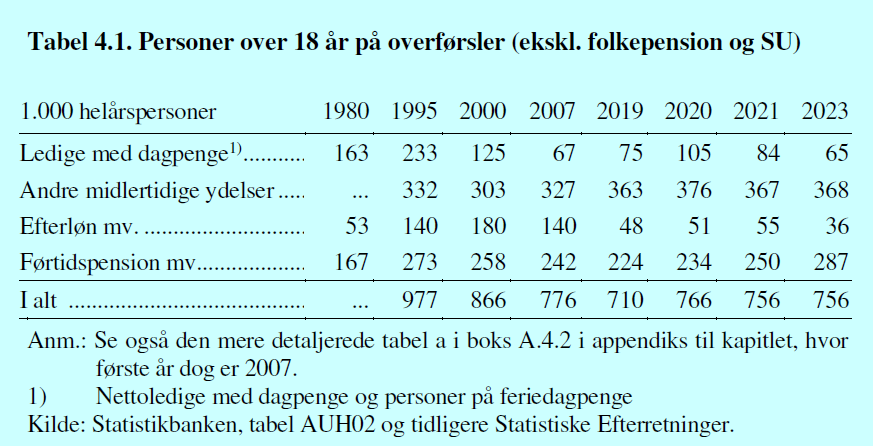 Tabel 4.1. Personer over 18 år på overførsler (ekskl. folkepension og SU)
1.000 helårspersoner 1980 1995 2000 2007 2019 2020 2021 2023
Ledige med dagpenge1)........... 163 233 125 67 75 105 84 65
Andre midlertidige ydelser ..... ... 332 303 327 363 376 367 368
Efterløn mv. ............................. 53 140 180 140 48 51 55 36
Førtidspension mv.................... 167 273 258 242 224 234 250 287
I alt ........................................... ... 977 866 776 710 766 756 756
Anm.: Se også den mere detaljerede tabel a i boks A.4.2 i appendiks til kapitlet, hvor
første år dog er 2007.
1) Nettoledige med dagpenge og personer på feriedagpenge
Kilde: Statistikbanken, tabel AUH02 og tidligere Statistiske Efterretninger.